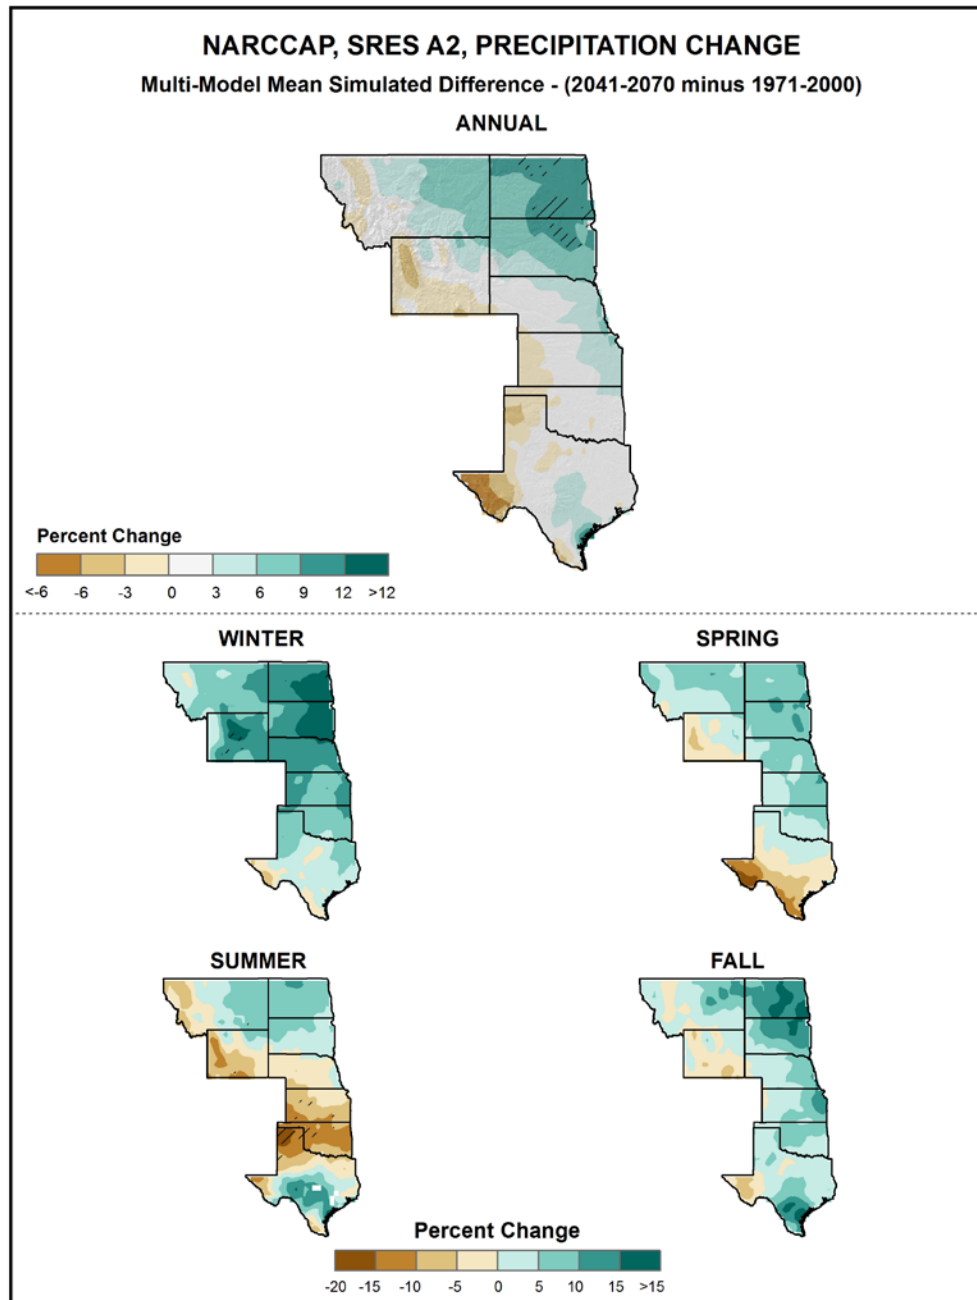 NARCCAP, SRES A2, PRECIPITATION CHANGE
Multi-Model Mean Simulated Difference - (2041-2070 minus 1971-2000)
ANNUAL
Percent Change
<-6 -6 -3 0 3 6 9 12 >12
WINTER SPRING
SUMMER FALL
Percent Change
-20 -15 -10 -5 0 5 10 15 >15